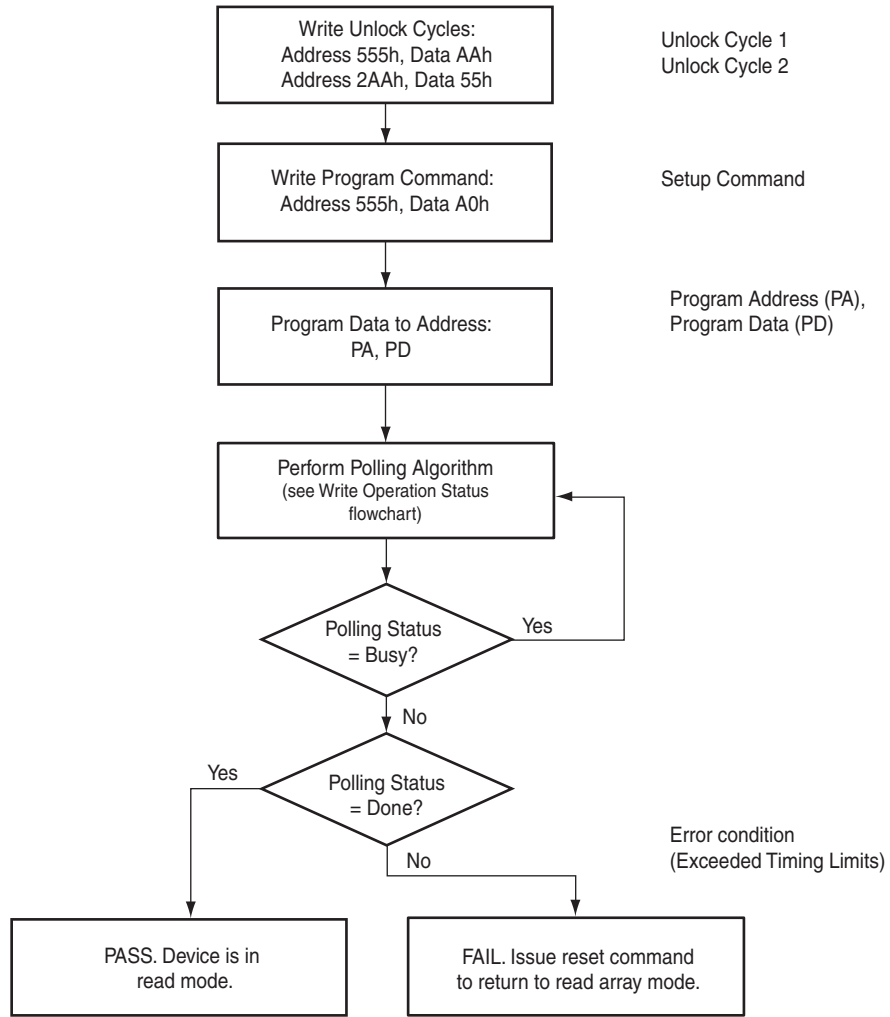 Write Unlock Cycles:
Address 555h, Data AAh
Address 2AAh, Data 55h
Unlock Cycle 1
Unlock Cycle 2
Write Program Command:
Address 555h, Data A0h
Setup Command
Program Data to Address:
PA, PD
Program Address (PA),
Program Data (PD)
Perform Polling Algorithm
(see Write Operation Status
flowchart)
Polling Status
= Busy?
Yes
No
Polling Status
= Done?
Yes
No
Error condition
(Exceeded Timing Limits)
PASS. Device is in
read mode.
FAIL. Issue reset command
to return to read array mode.